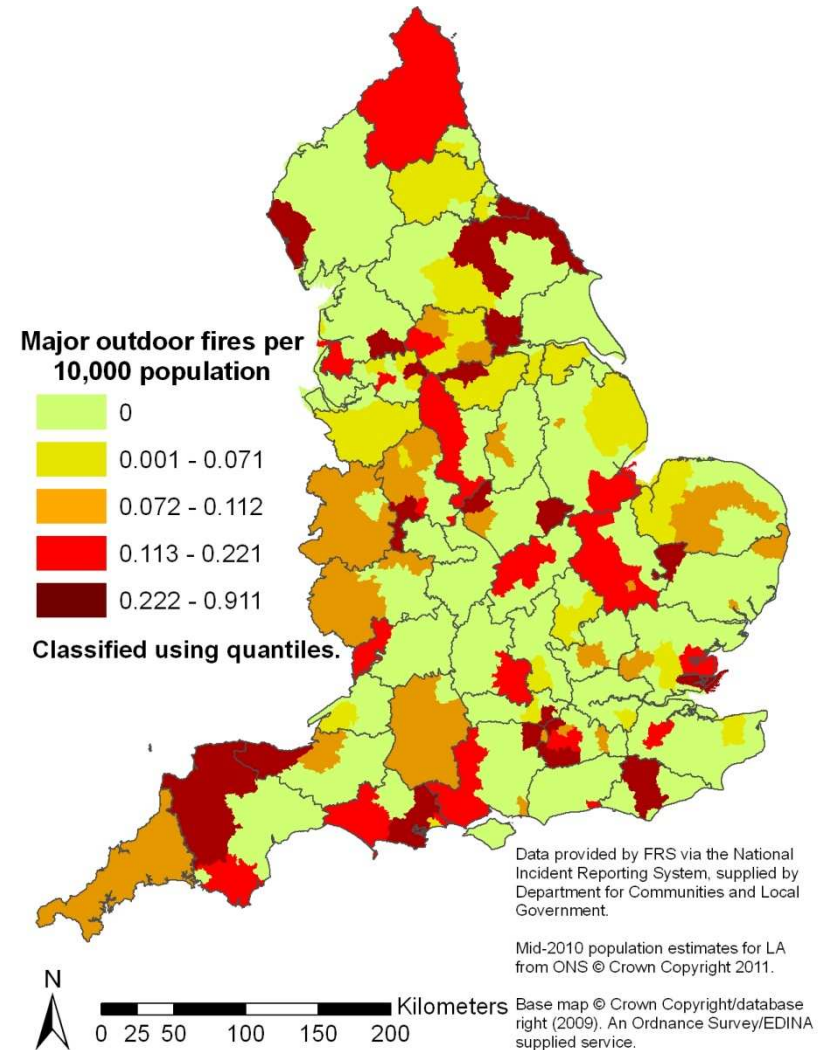 Major outdoor fires per
10,000 population
0
0.001 - 0.071
0.072 - 0.112
0.113 - 0.221
0.222 - 0.911
Classified using quantiles.
Data provided by FRS via the National
Incident Reporting System, supplied by
Department for Communities and Local
Government.
Mid-2010 population estimates for LA
from ONS © Crown Copyright 2011.
Base map © Crown Copyright/database
right (2009). An Ordnance Survey/EDINA
supplied service.
N
Kilometers
0 25 50 100 150 200